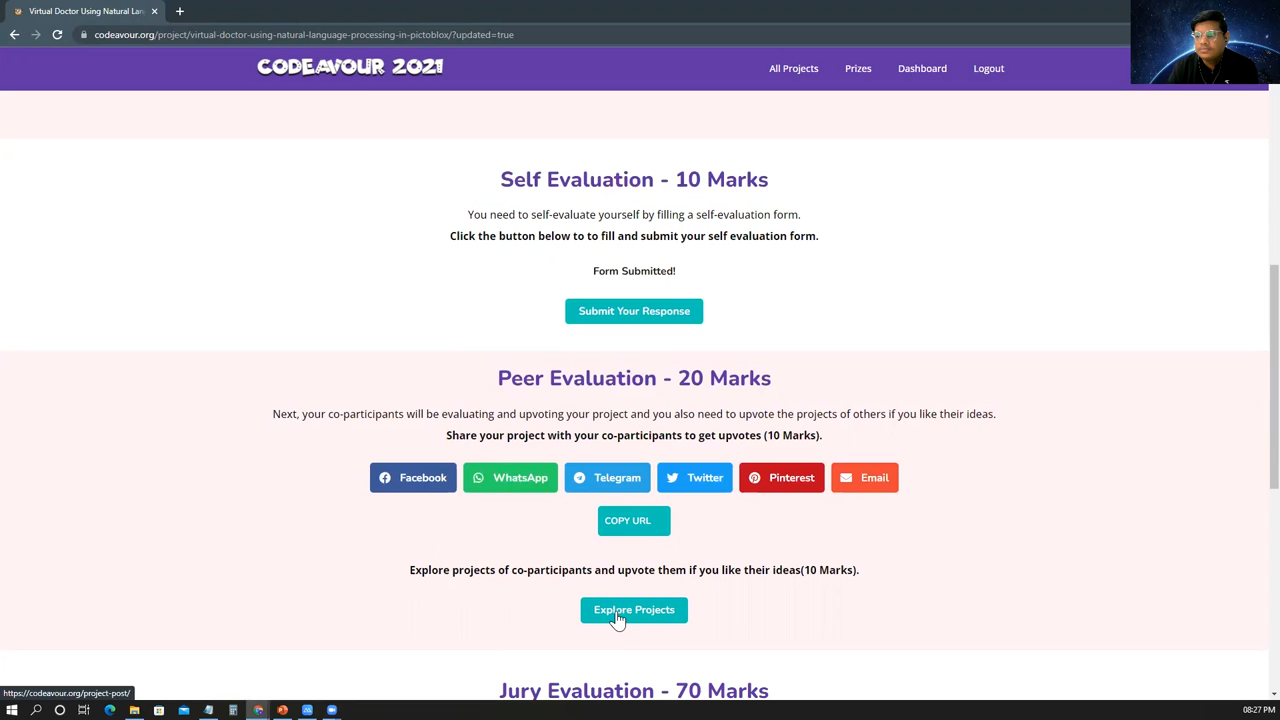 Virtual Doctor Using Natural Lan
codeavour.org/project/virtual-doctor-using-natural-language-processing-in-pictoblox/?updated=true
CODEAVOUR 2021
All Projects Prizes Dashboard Logout
Self Evaluation - 10 Marks
You need to self-evaluate yourself by filling a self-evaluation form.
Click the button below to to fill and submit your self evaluation form.
Form Submitted!
Submit Your Response
Peer Evaluation - 20 Marks
Next, your co-participants will be evaluating and upvoting your project and you also need to upvote the projects of others if you like their ideas.
Share your project with your co-participants to get upvotes (10 Marks).
Facebook WhatsApp Telegram Twitter Pinterest Email
COPY URL
Explore projects of co-participants and upvote them if you like their ideas(10 Marks).
Explore Projects
Jury Evaluation - 70 Marks
https://codeavour.org/project-post/
08:27 PM